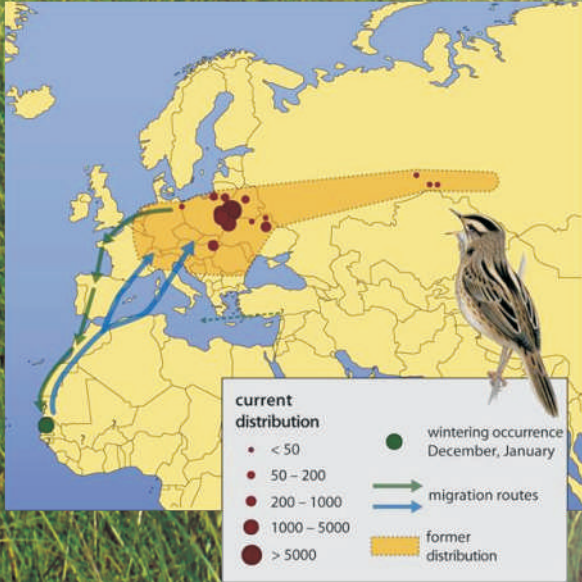 ?
?
current
distribution
< 50
50 – 200
200 – 1000
1000 – 5000
> 5000
wintering occurrence
December, January
migration routes
former
distribution